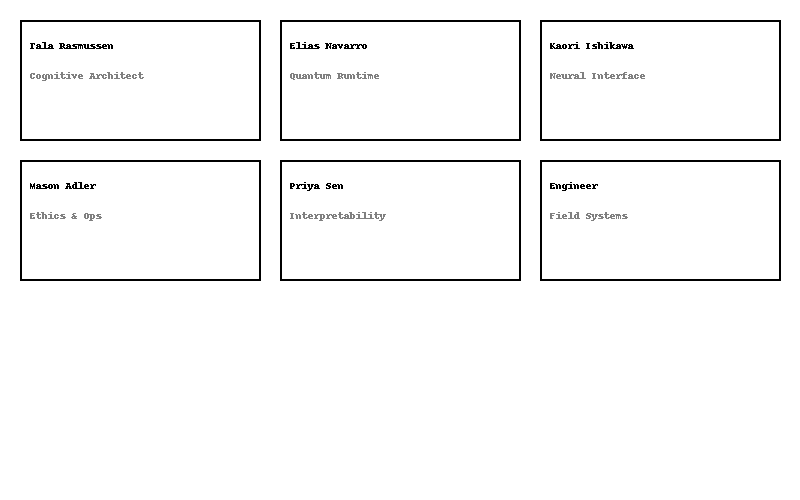 Tala Rasmussen
Cognitive Architect
Elias Navarro
Quantum Runtime
Kaori Ishikawa
Neural Interface
Mason Adler
Ethics & Ops
Priya Sen
Interpretability
Engineer
Field Systems